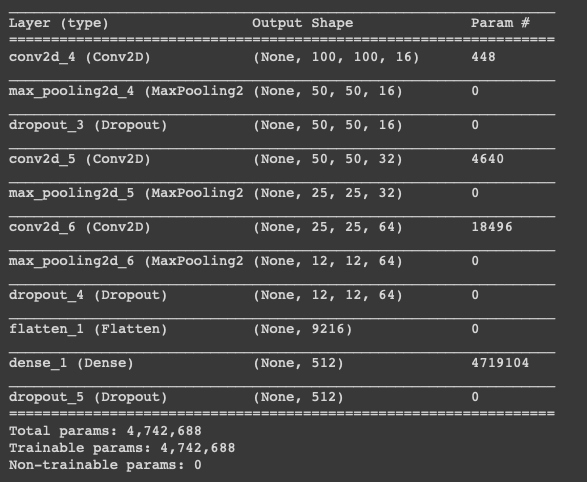 Layer (type) Output Shape Param #
=================================================================
conv2d_4 (Conv2D) (None, 100, 100, 16) 448
max_pooling2d_4 (MaxPooling2 (None, 50, 50, 16) 0
dropout_3 (Dropout) (None, 50, 50, 16) 0
conv2d_5 (Conv2D) (None, 50, 50, 32) 4640
max_pooling2d_5 (MaxPooling2 (None, 25, 25, 32) 0
conv2d_6 (Conv2D) (None, 25, 25, 64) 18496
max_pooling2d_6 (MaxPooling2 (None, 12, 12, 64) 0
dropout_4 (Dropout) (None, 12, 12, 64) 0
flatten_1 (Flatten) (None, 9216) 0
dense_1 (Dense) (None, 512) 4719104
dropout_5 (Dropout) (None, 512) 0
=================================================================
Total params: 4,742,688
Trainable params: 4,742,688
Non-trainable params: 0